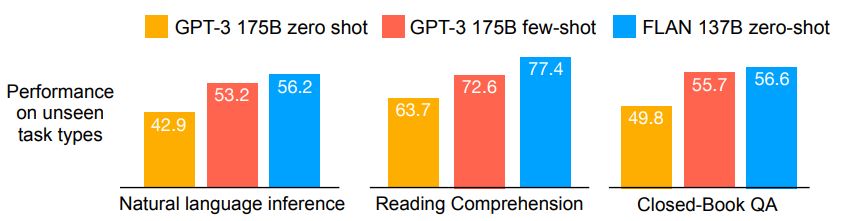 GPT-3 175B zero shot GPT-3 175B few-shot FLAN 137B zero-shot
Performance
on unseen
task types
42.9 53.2 56.2
63.7 72.6 77.4
49.8 55.7 56.6
Natural language inference Reading Comprehension Closed-Book QA